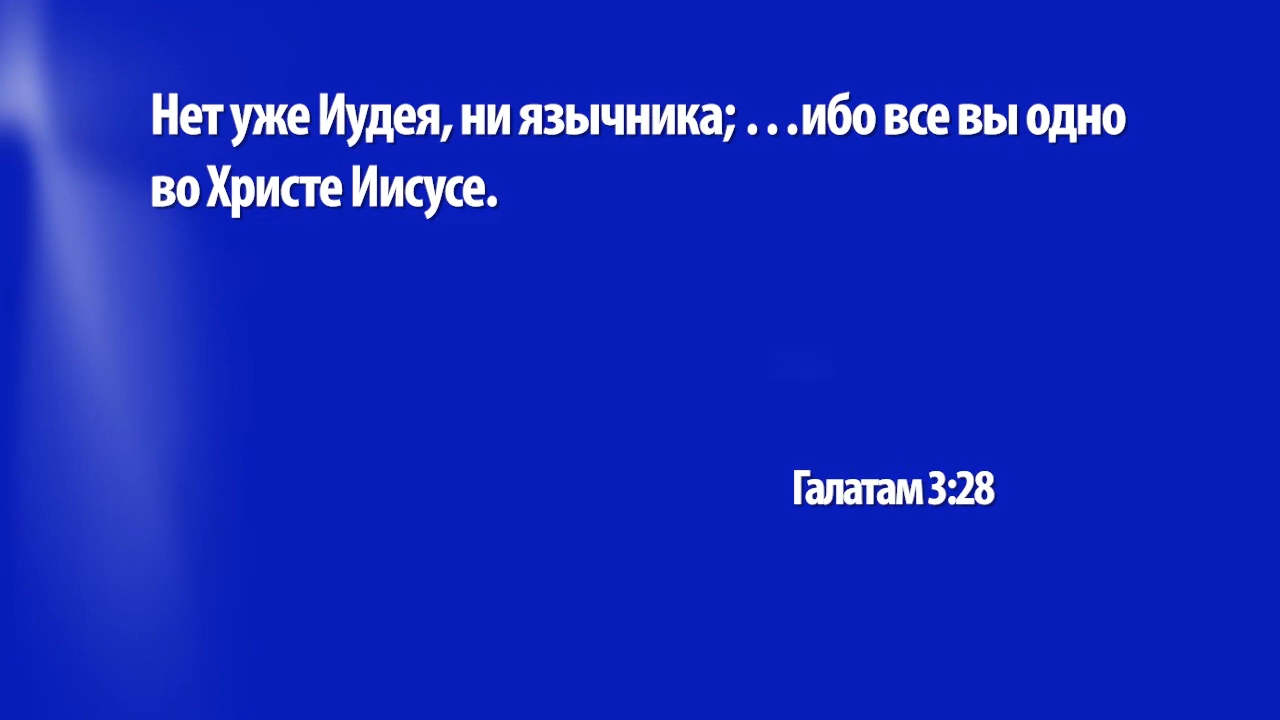 Нет уже Иудея, ни язычника; …ибо все вы одно
во Христе Иисусе.
Галатам 3:28